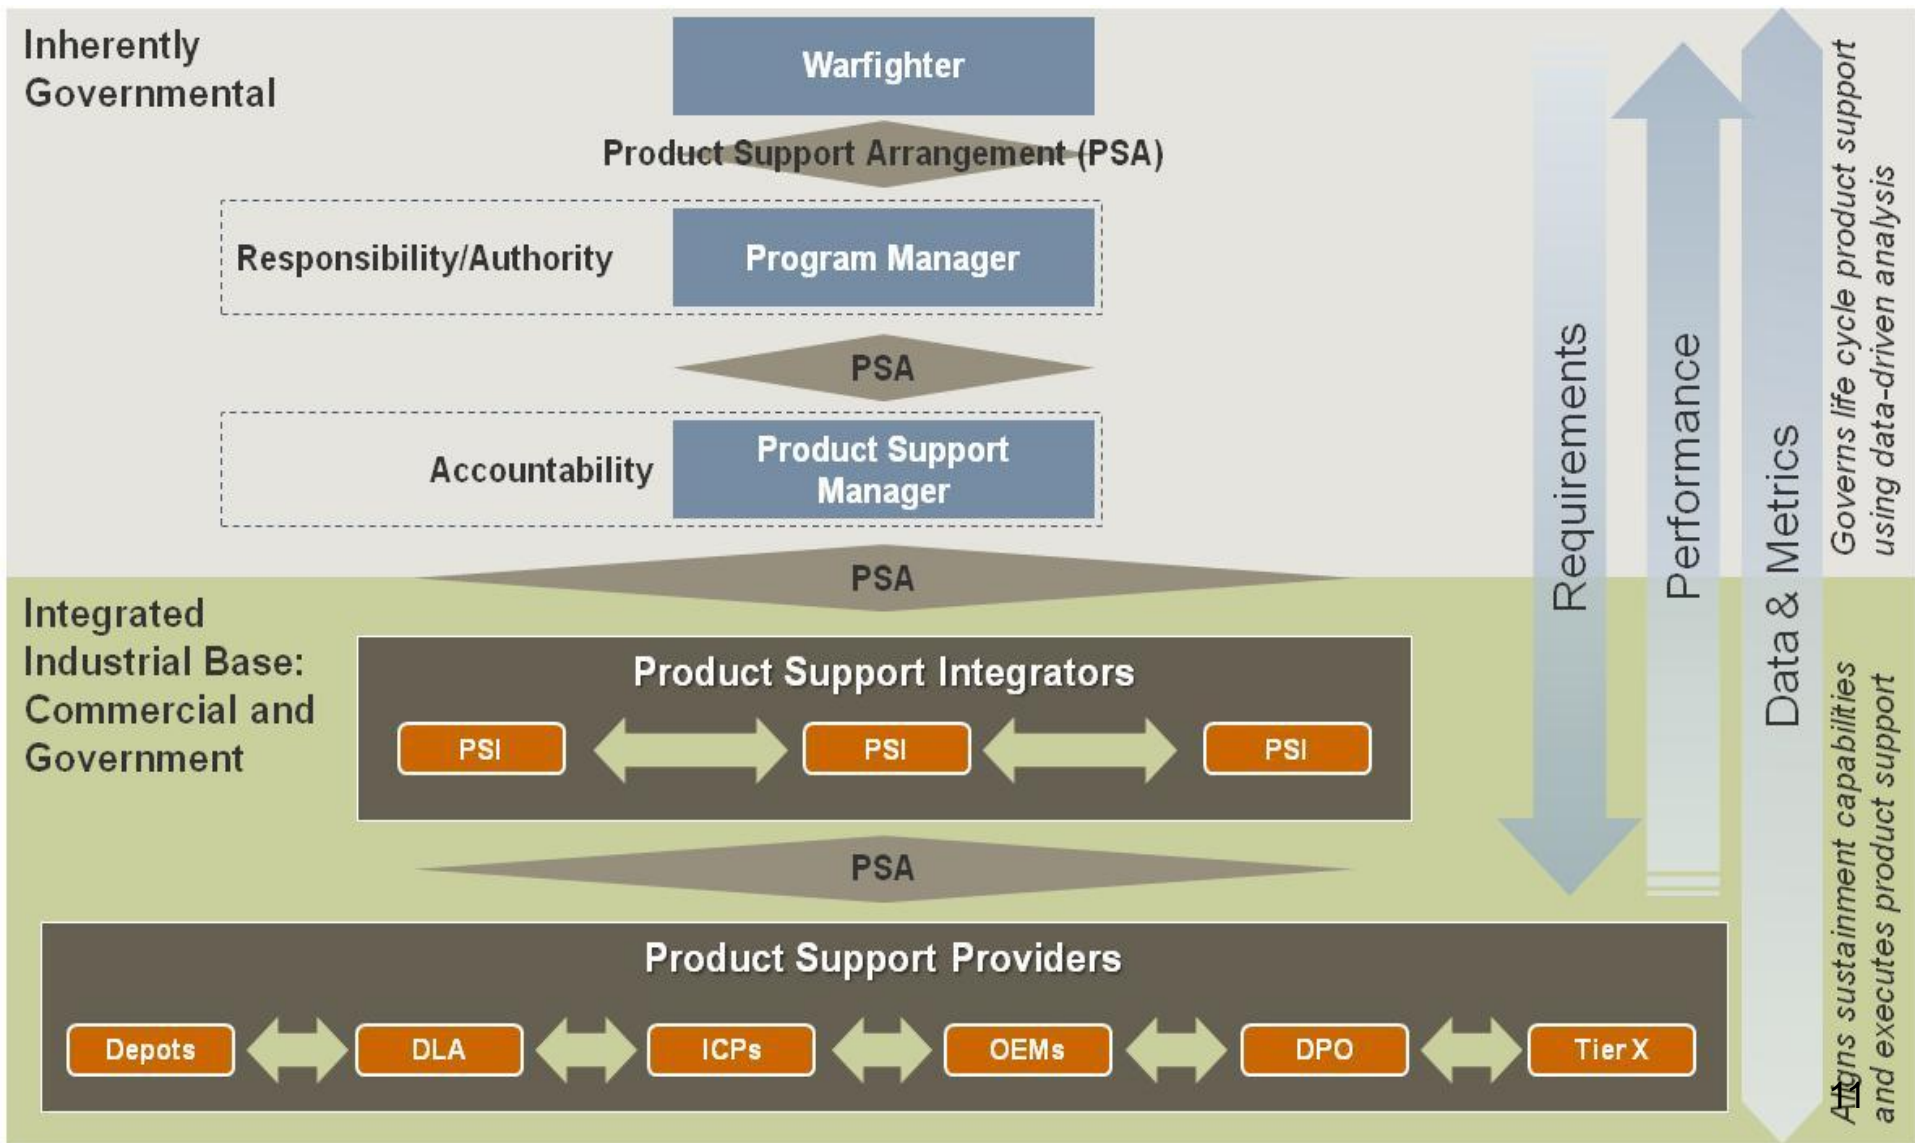 Inherently
Governmental
Warfighter
Product Support Arrangement (PSA)
Responsibility/Authority
Program Manager
PSA
Accountability
Product Support
Manager
PSA
Integrated
Industrial Base:
Commercial and
Government
Product Support Integrators
PSI
PSI
PSI
PSA
Product Support Providers
Depots
DLA
ICPs
OEMs
DPO
Tier X
Requirements
Performance
Data & Metrics
Governs life cycle product support
using data-driven analysis
Aligns sustainment capabilities
and executes product support
11